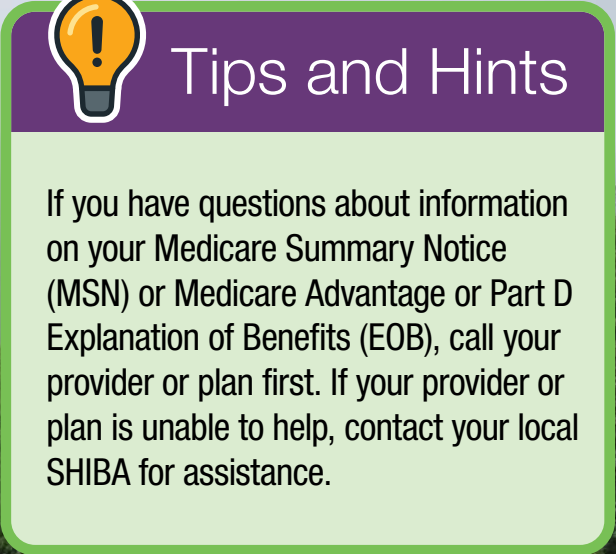 Tips and Hints
If you have questions about information
on your Medicare Summary Notice
(MSN) or Medicare Advantage or Part D
Explanation of Benefits (EOB), call your
provider or plan first. If your provider or
plan is unable to help, contact your local
SHIBA for assistance.